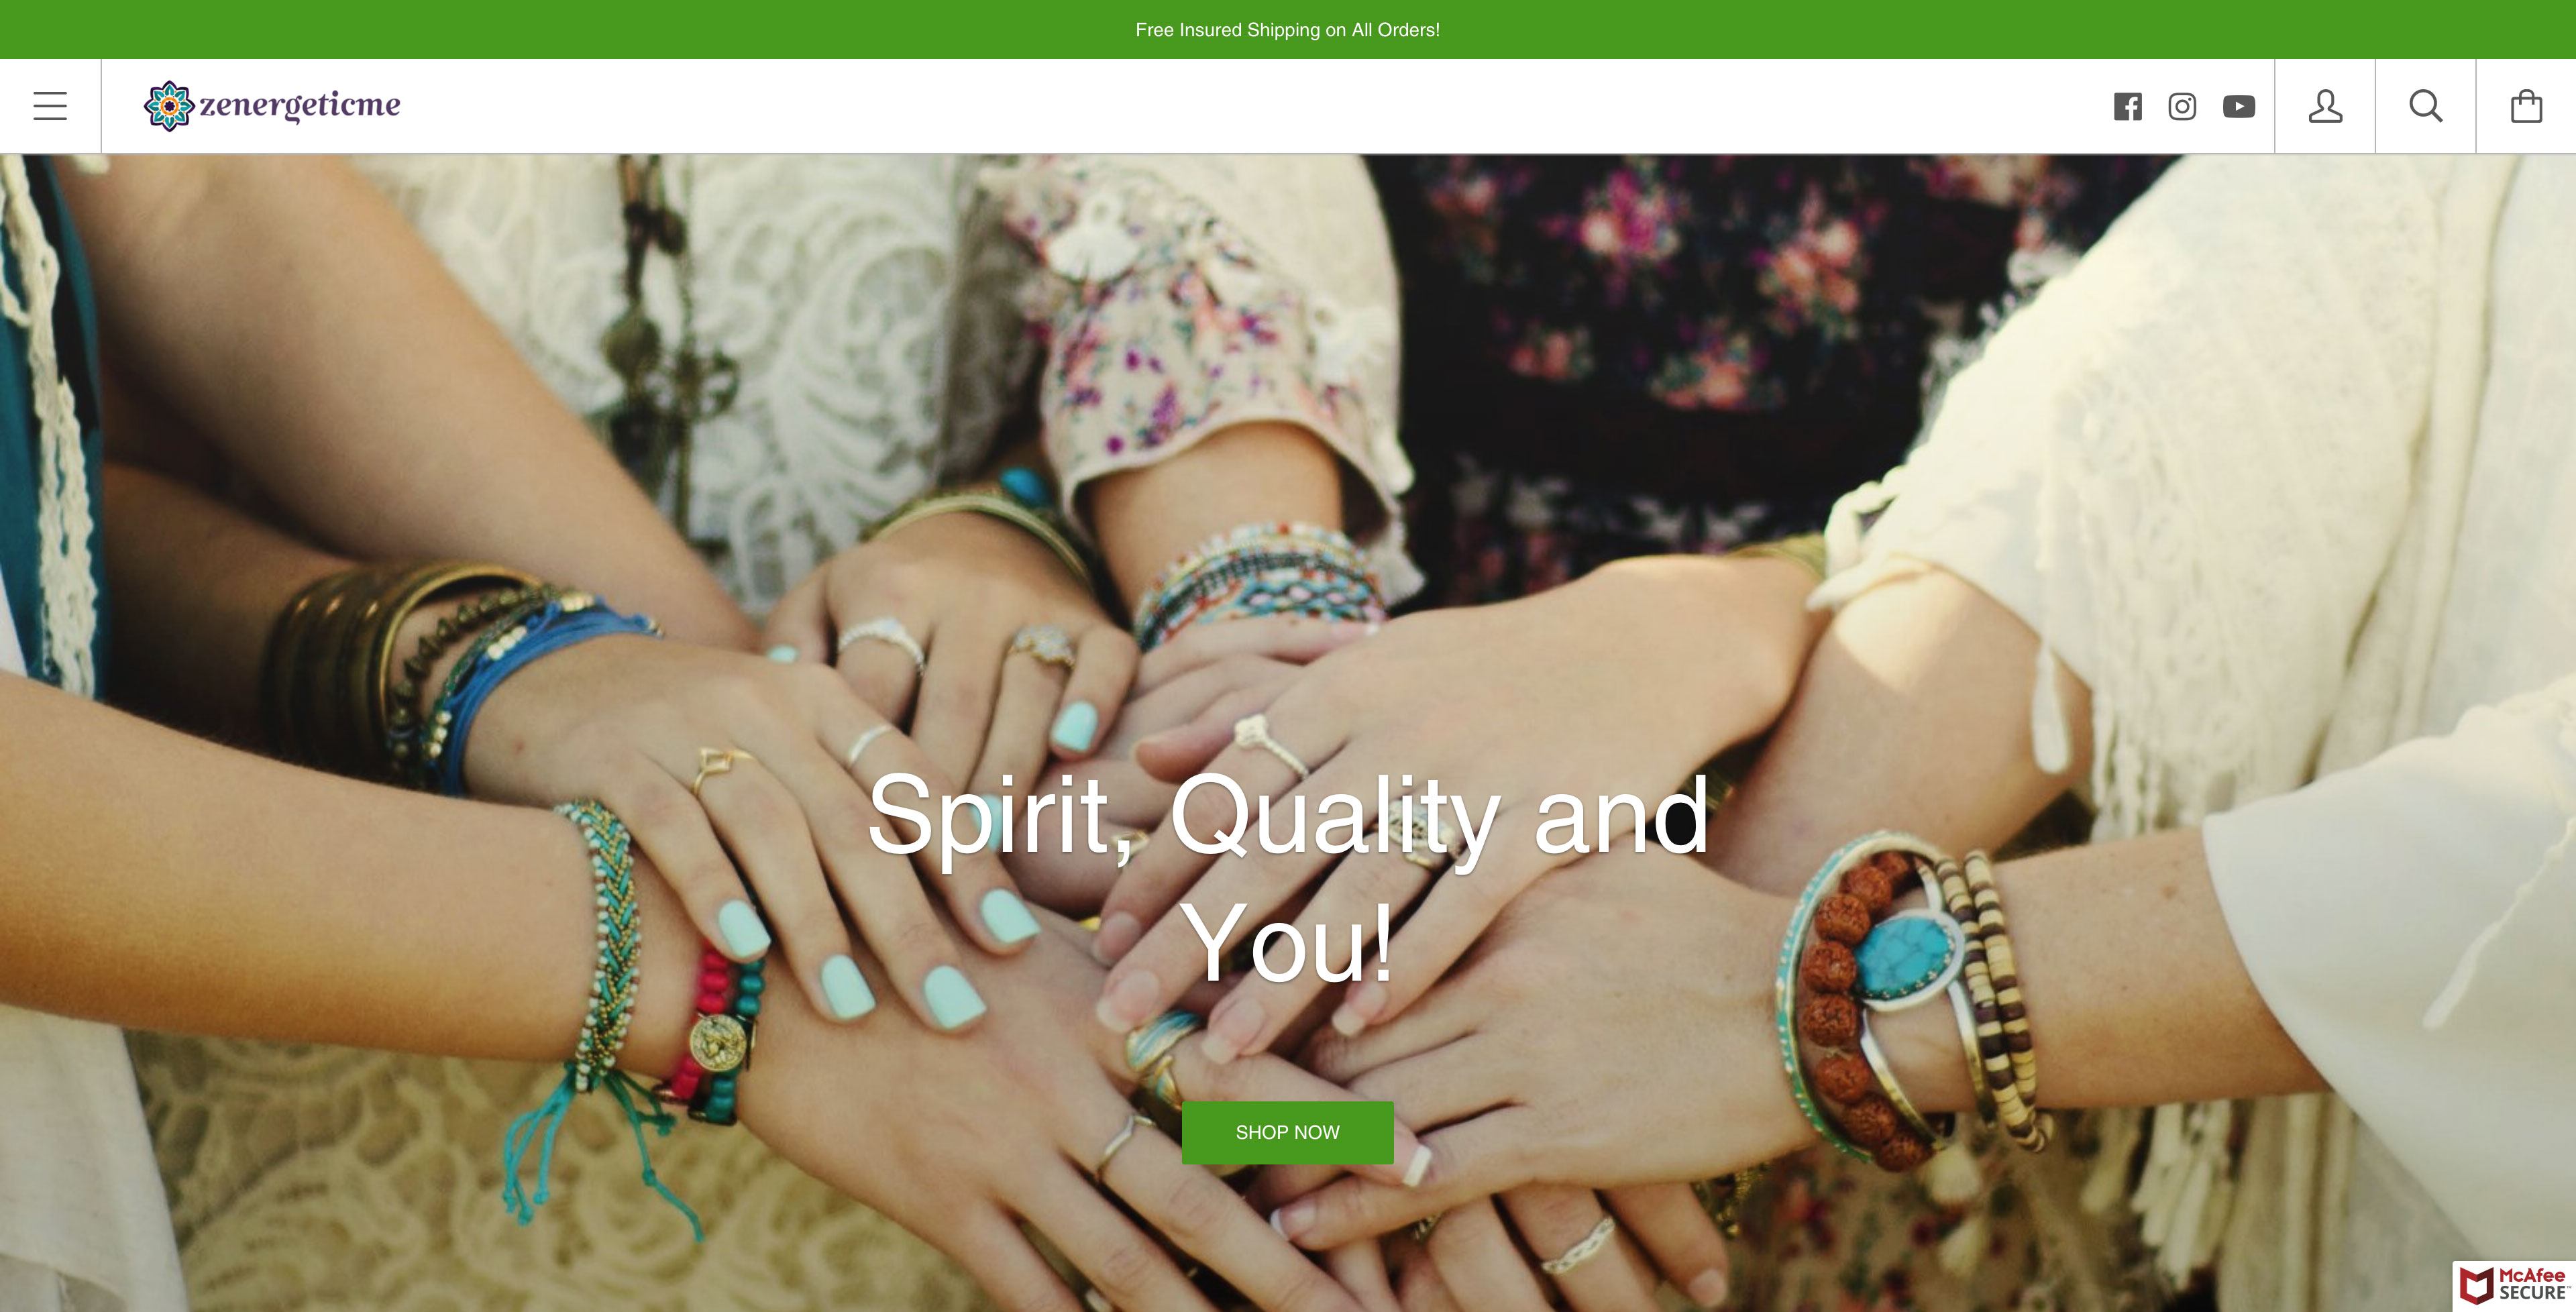 Free Insured Shipping on All Orders!
zenergeticme
Spirit, Quality and
You!
SHOP NOW
McAfee
SECURE